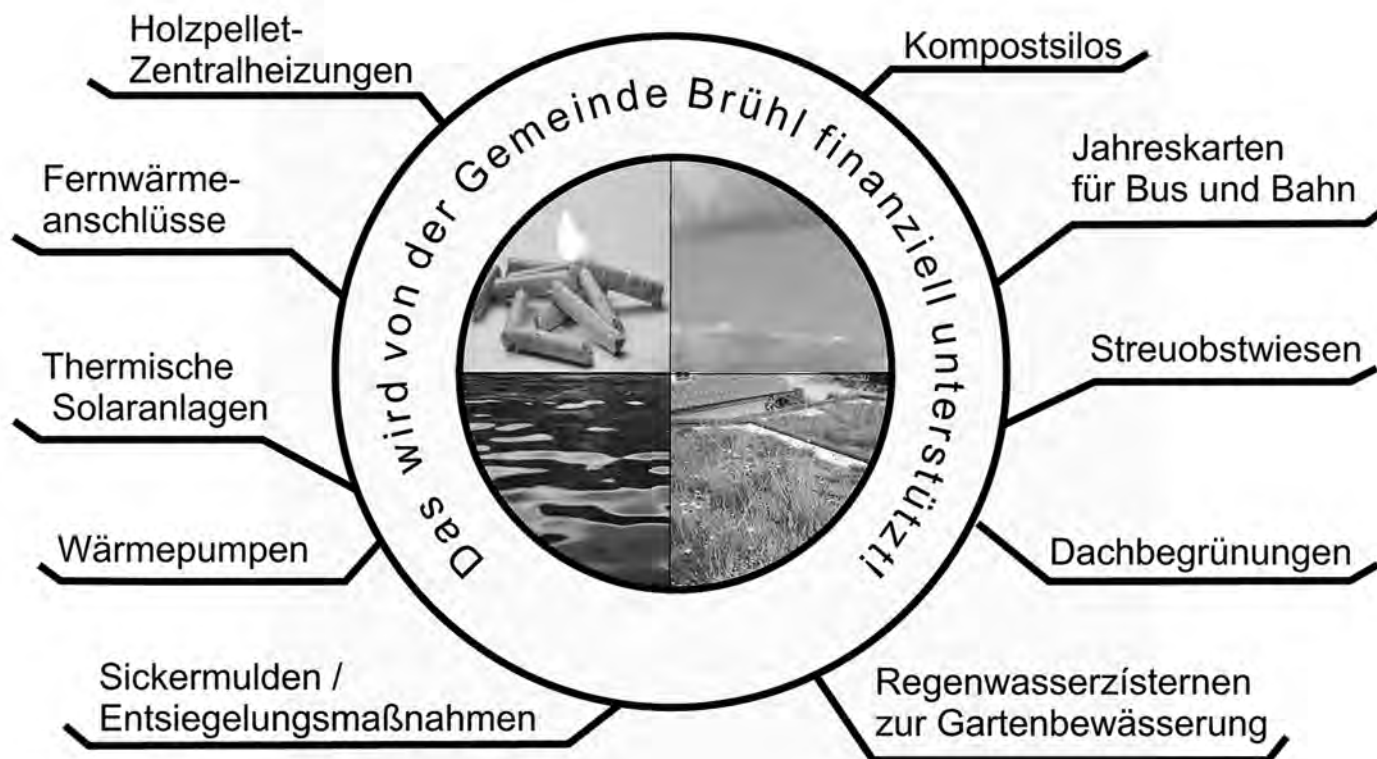 Holzpellet-
Zentralheizungen
Kompostsilos
Das wird von der Gemeinde Brühl finanziell unterstützt!
Fernwärme-
anschlüsse
Jahreskarten
für Bus und Bahn
Thermische
Solaranlagen
Streuobstwiesen
Wärmepumpen
Dachbegrünungen
Sickermulden /
Entsiegelungsmaßnahmen
Regenwasserzísternen
zur Gartenbewässerung